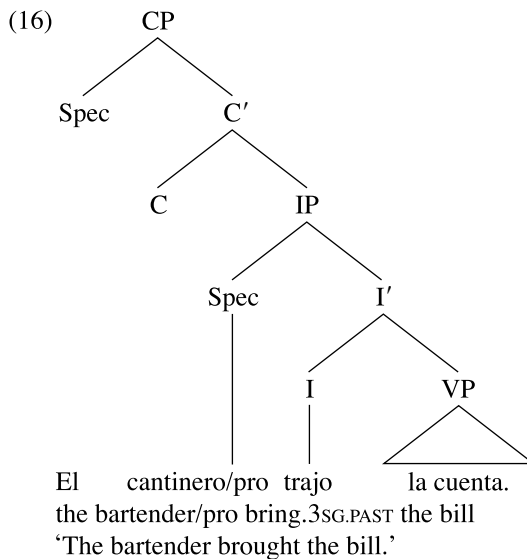 (16) CP
Spec C′
C IP
Spec I′
I VP
El cantinero/pro trajo la cuenta.
the bartender/pro bring.3SG.PAST the bill
‘The bartender brought the bill.’